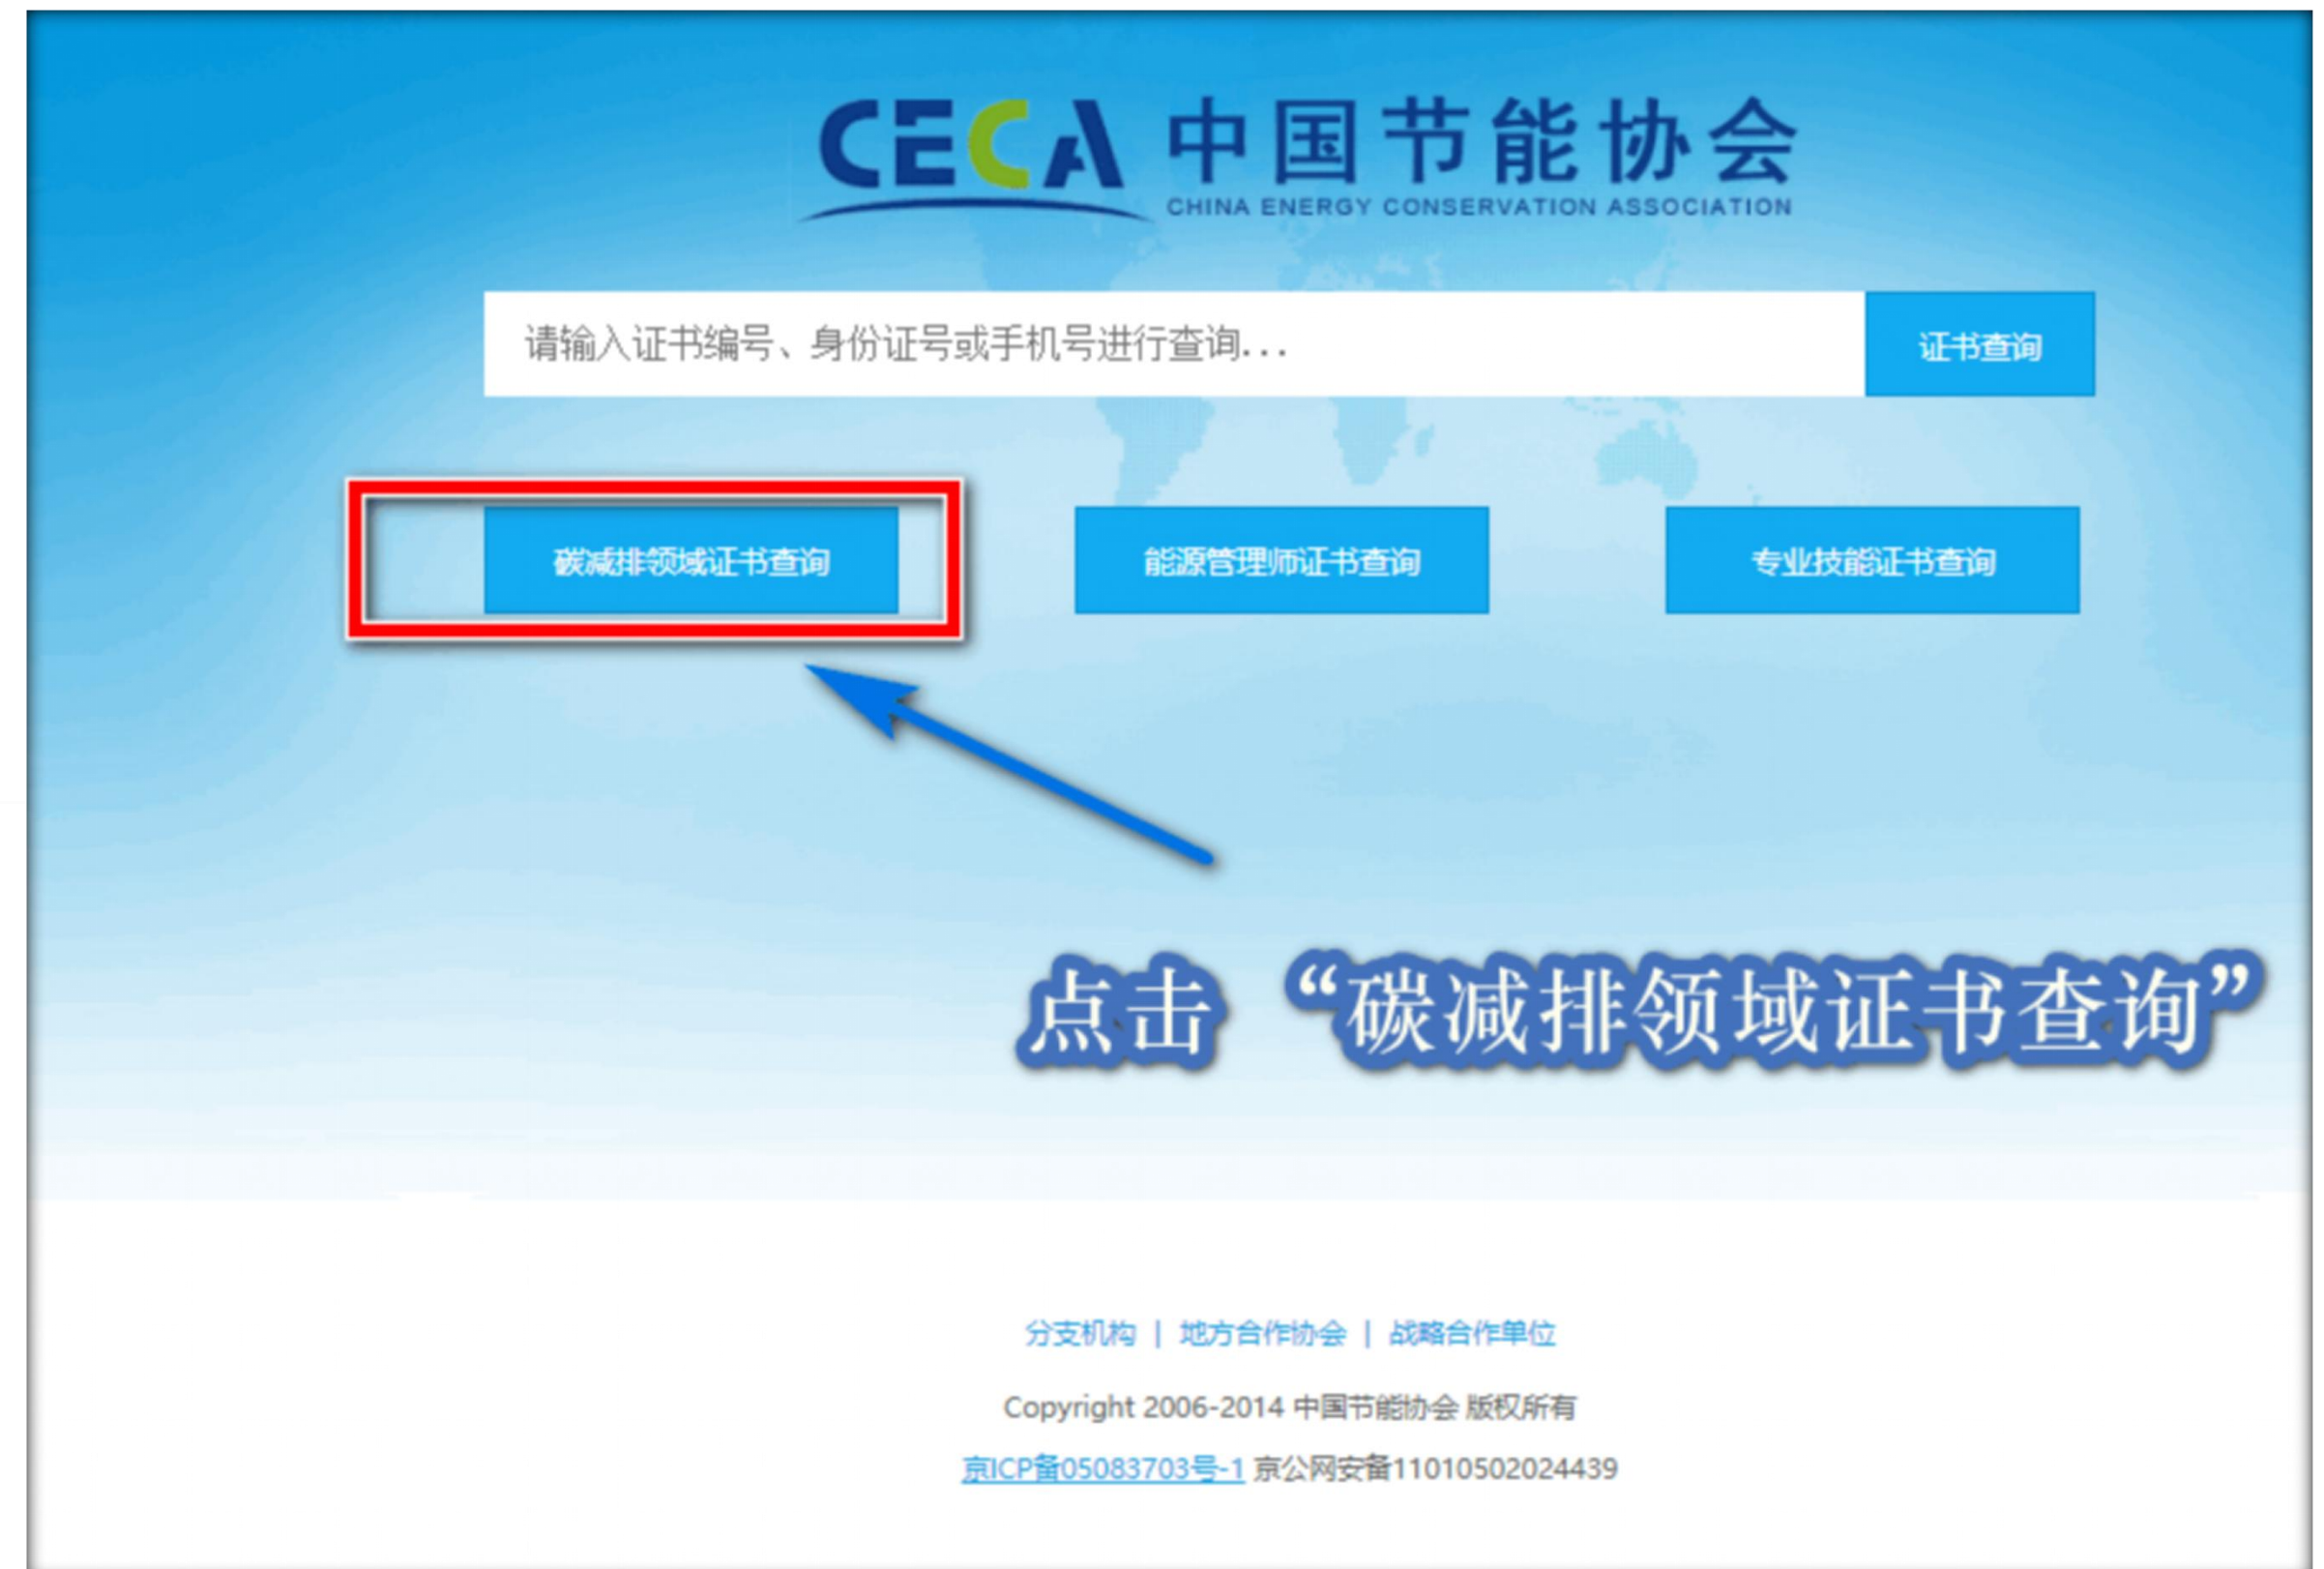 CECA 中国节能协会
CHINA ENERGY CONSERVATION ASSOCIATION
请输入证书编号、身份证号或手机号进行查询... 证书查询
碳减排领域证书查询 能源管理师证书查询 专业技能证书查询
点击 “碳减排领域证书查询”
分支机构 | 地方合作协会 | 战略合作单位
Copyright 2006-2014 中国节能协会 版权所有
京ICP备05083703号-1 京公网安备11010502024439